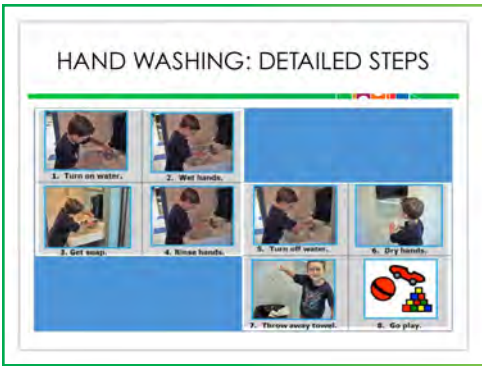 HAND WASHING: DETAILED STEPS
1. Turn on water.
2. Wet hands.
3. Get soap.
4. Rinse hands.
5. Turn off water.
6. Dry hands.
7. Throw away towel.
8. Go play.